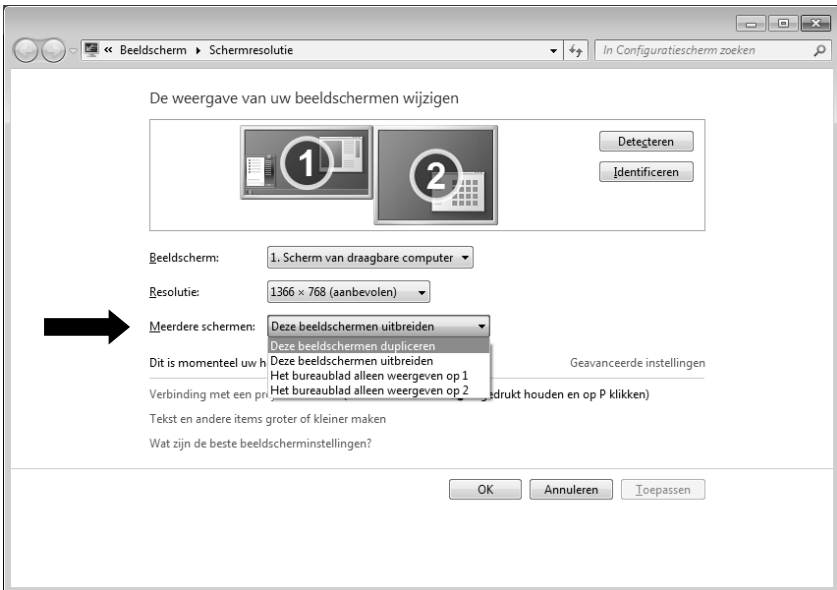 « Beeldscherm ▸ Schermresolutie
In Configuratiescherm zoeken
De weergave van uw beeldschermen wijzigen
1
2
Detecteren
Identificeren
Beeldscherm: 1. Scherm van draagbare computer
Resolutie: 1366 × 768 (aanbevolen)
Meerdere schermen: Deze beeldschermen uitbreiden
Deze beeldschermen dupliceren
Dit is momenteel uw Deze beeldschermen uitbreiden Geavanceerde instellingen
Het bureaublad alleen weergeven op 1
Verbinding met een Het bureaublad alleen weergeven op 2 houden en op P klikken)
Tekst en andere items groter of kleiner maken
Wat zijn de beste beeldscherminstellingen?
OK Annuleren Toepassen